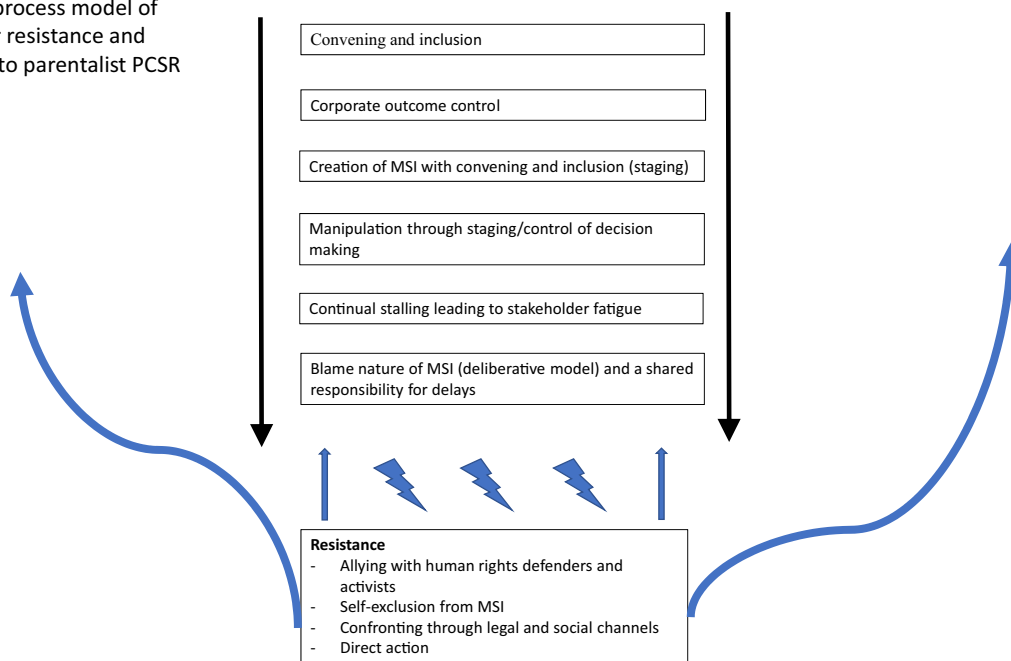 process model of
resistance and
to parentalist PCSR
Convening and inclusion
Corporate outcome control
Creation of MSI with convening and inclusion (staging)
Manipulation through staging/control of decision
making
Continual stalling leading to stakeholder fatigue
Blame nature of MSI (deliberative model) and a shared
responsibility for delays
Resistance
- Allying with human rights defenders and
activists
- Self-exclusion from MSI
- Confronting through legal and social channels
- Direct action